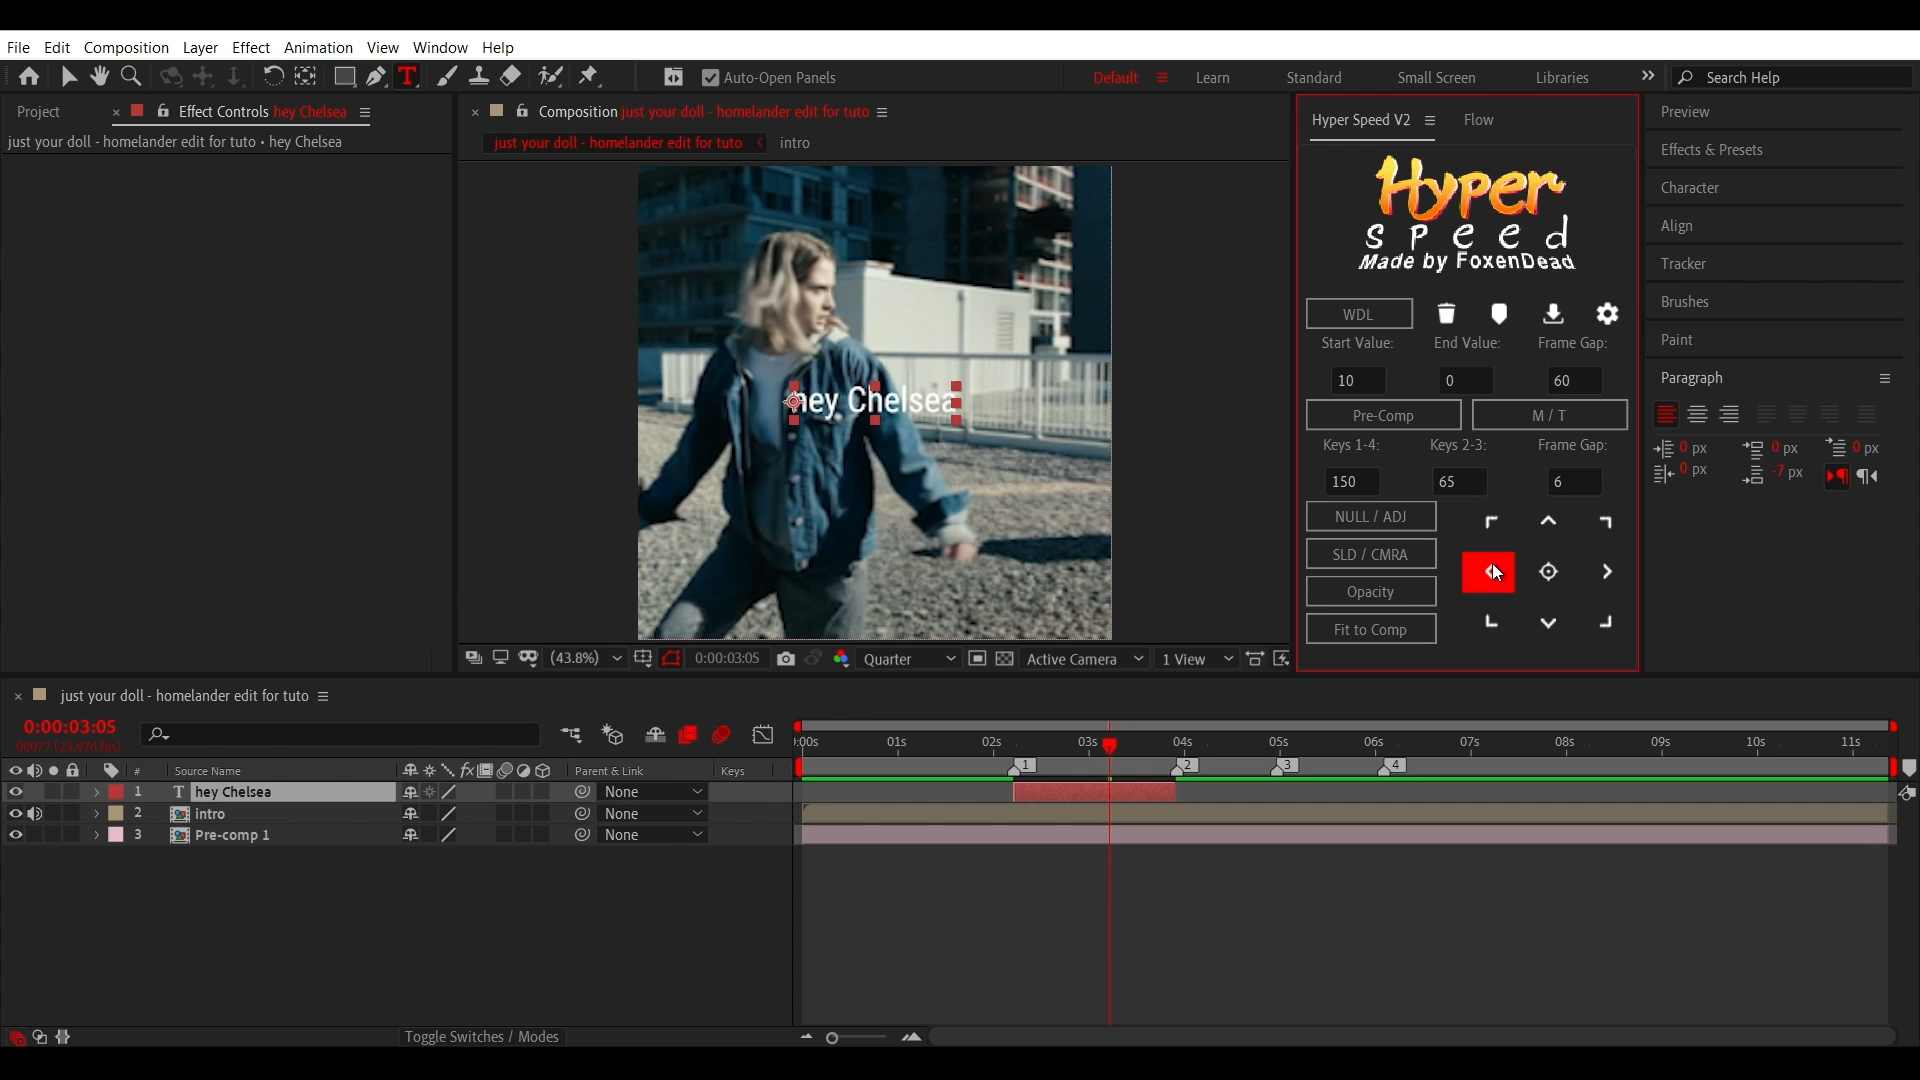 File Edit Composition Layer Effect Animation View Window Help
Auto-Open Panels Default Learn Standard Small Screen Libraries Search Help
Project Effect Controls hey Chelsea
just your doll - homelander edit for tuto • hey Chelsea
Composition just your doll - homelander edit for tuto
just your doll - homelander edit for tuto intro
hey Chelsea
(43.8%) 0:00:03:05 Quarter Active Camera 1 View
Hyper Speed V2 Flow
Hyper
speed
Made by FoxenDead
WDL
Start Value: End Value: Frame Gap:
10 0 60
Pre-Comp M / T
Keys 1-4: Keys 2-3: Frame Gap:
150 65 6
NULL / ADJ
SLD / CMRA
Opacity
Fit to Comp
Preview
Effects & Presets
Character
Align
Tracker
Brushes
Paint
Paragraph
0 px 0 px 0 px
0 px -7 px
just your doll - homelander edit for tuto
0:00:03:05
00077 (23.976 fps)
:00s 01s 02s 03s 04s 05s 06s 07s 08s 09s 10s 11s
# Source Name Parent & Link Keys
1 2 3 4
1 T hey Chelsea None
2 intro None
3 Pre-comp 1 None
Toggle Switches / Modes